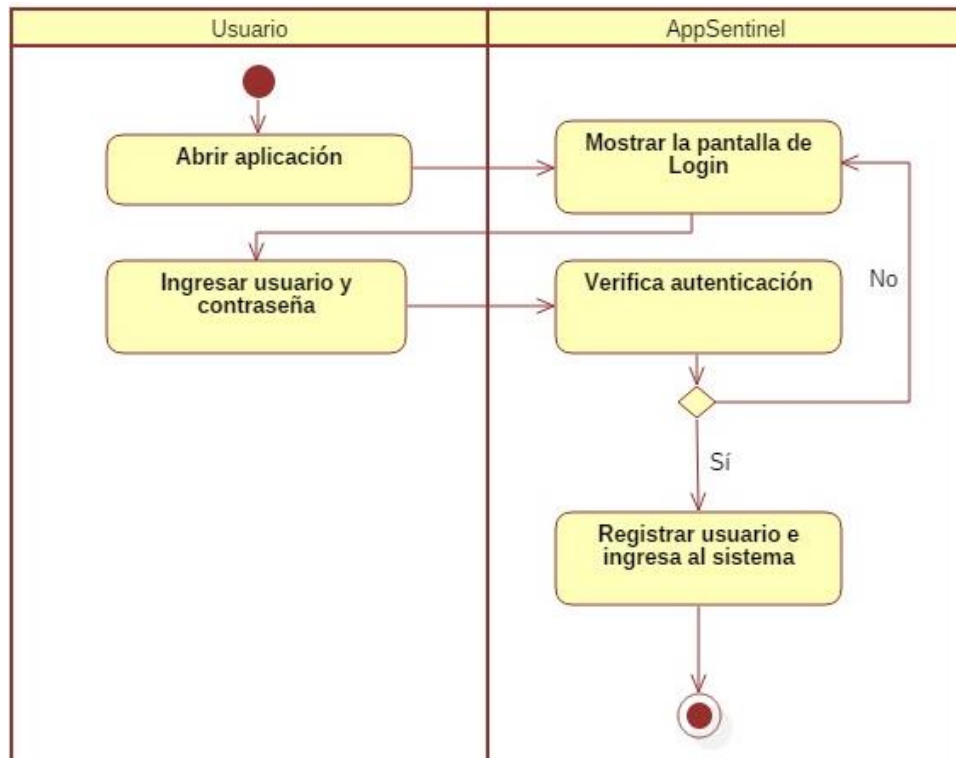 Usuario
AppSentinel
Abrir aplicación
Mostrar la pantalla de
Login
Ingresar usuario y
contraseña
Verifica autenticación
No
Sí
Registrar usuario e
ingresa al sistema